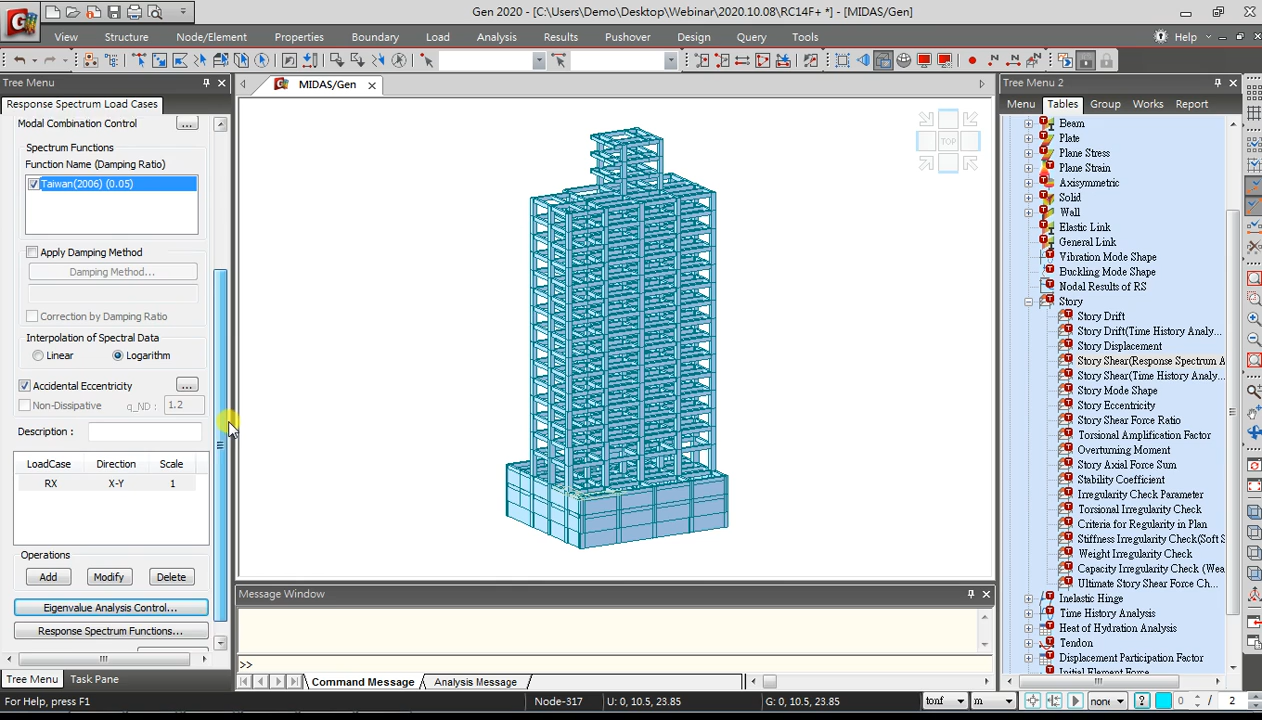 Gen 2020 - [C:\Users\Demo\Desktop\Webinar\2020.10.08\RC14F+ *] - [MIDAS/Gen]
View Structure Node/Element Properties Boundary Load Analysis Results Pushover Design Query Tools Help
Tree Menu
Response Spectrum Load Cases
Modal Combination Control ...
Spectrum Functions
Function Name (Damping Ratio)
Taiwan(2006) (0.05)
Apply Damping Method
Damping Method...
Correction by Damping Ratio
Interpolation of Spectral Data
Linear Logarithm
Accidental Eccentricity ...
Non-Dissipative q_ND : 1.2
Description :
LoadCase Direction Scale
RX X-Y 1
Operations
Add Modify Delete
Eigenvalue Analysis Control...
Response Spectrum Functions...
Tree Menu Task Pane
MIDAS/Gen
TOP
Message Window
>>
Command Message Analysis Message
Tree Menu 2
Menu Tables Group Works Report
Beam
Plate
Plane Stress
Plane Strain
Axisymmetric
Solid
Wall
Elastic Link
General Link
Vibration Mode Shape
Buckling Mode Shape
Nodal Results of RS
Story
Story Drift
Story Drift(Time History Analy...
Story Displacement
Story Shear(Response Spectrum A
Story Shear(Time History Analy...
Story Mode Shape
Story Eccentricity
Story Shear Force Ratio
Torsional Amplification Factor
Overturning Moment
Story Axial Force Sum
Stability Coefficient
Irregularity Check Parameter
Torsional Irregularity Check
Criteria for Regularity in Plan
Stiffness Irregularity Check(Soft S
Weight Irregularity Check
Capacity Irregularity Check (Wea
Ultimate Story Shear Force Ch...
Inelastic Hinge
Time History Analysis
Heat of Hydration Analysis
Tendon
Displacement Participation Factor
Initial Element Force
For Help, press F1 Node-317 U: 0, 10.5, 23.85 G: 0, 10.5, 23.85 tonf m none ? 0 / 2